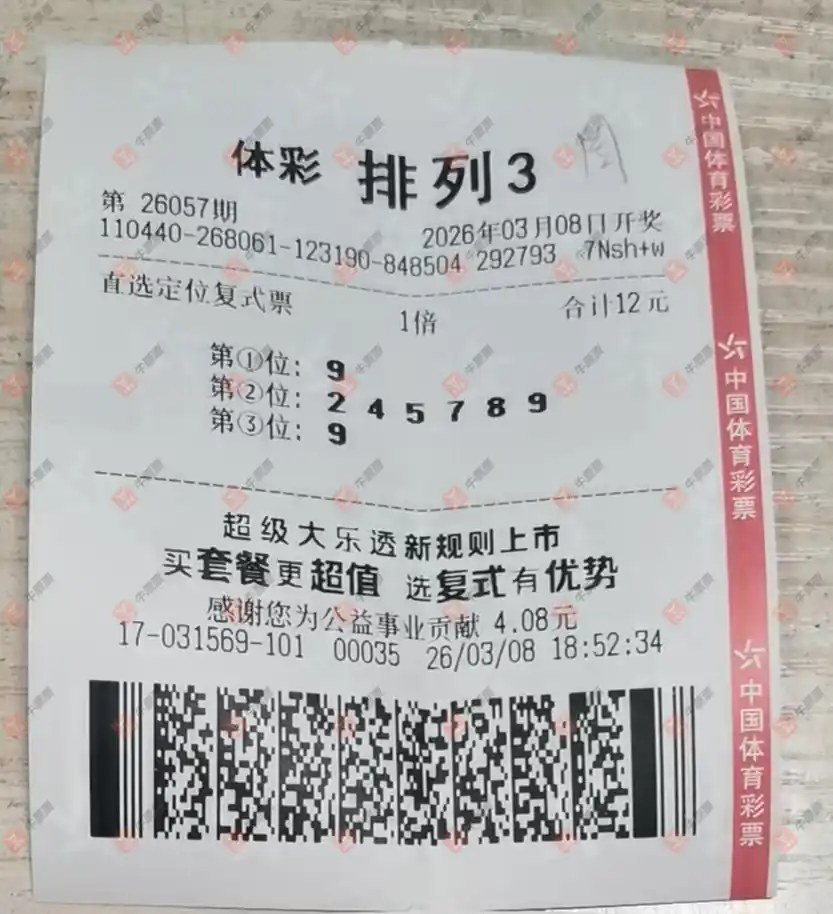 体彩 排列3
第 26057期
2026年03月08日开奖
110440-268061-123190-848504 292793 7Nsh+w
直选定位复式票
1倍
合计12元
第①位: 9
第②位: 2 4 5 7 8 9
第③位: 9
超级大乐透新规则上市
买套餐更超值 选复式有优势
感谢您为公益事业贡献 4.08元
17-031569-101 00035 26/03/08 18:52:34
中国体育彩票
中国体育彩票
中国体育彩票